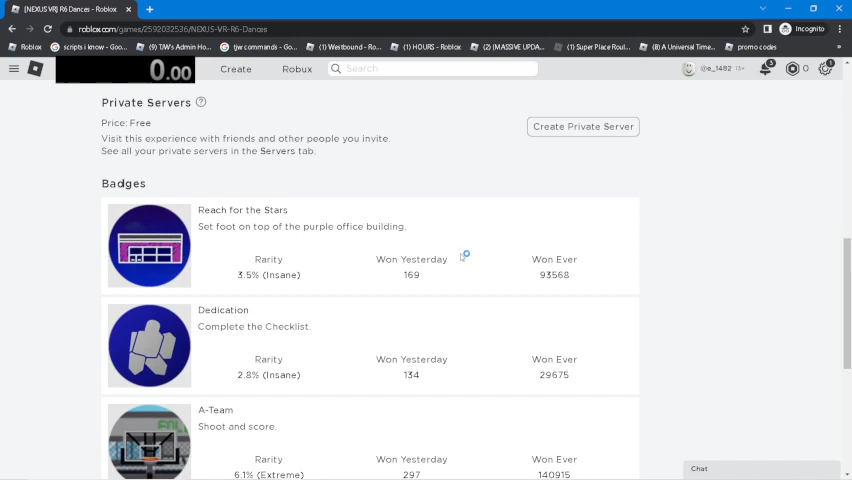 [NEXUS VR] R6 Dances - Roblox
roblox.com/games/2592032536/NEXUS-VR-R6-Dances
Incognito
Roblox
scripts i know - Goo...
(9) TJW's Admin Ho...
tjw commands - Go...
(1) Westbound - Ro...
(1) HOURS - Roblox
(2) (MASSIVE UPDA...
(1) Super Place Roul...
(8) A Universal Time...
promo codes
0.00
Create
Robux
Search
@e_1482 13+
3
0
1
Private Servers
Price: Free
Visit this experience with friends and other people you invite.
See all your private servers in the Servers tab.
Create Private Server
Badges
Reach for the Stars
Set foot on top of the purple office building.
Rarity Won Yesterday Won Ever
3.5% (Insane) 169 93568
Dedication
Complete the Checklist.
Rarity Won Yesterday Won Ever
2.8% (Insane) 134 29675
A-Team
Shoot and score.
Rarity Won Yesterday Won Ever
6.1% (Extreme) 297 140915
Chat